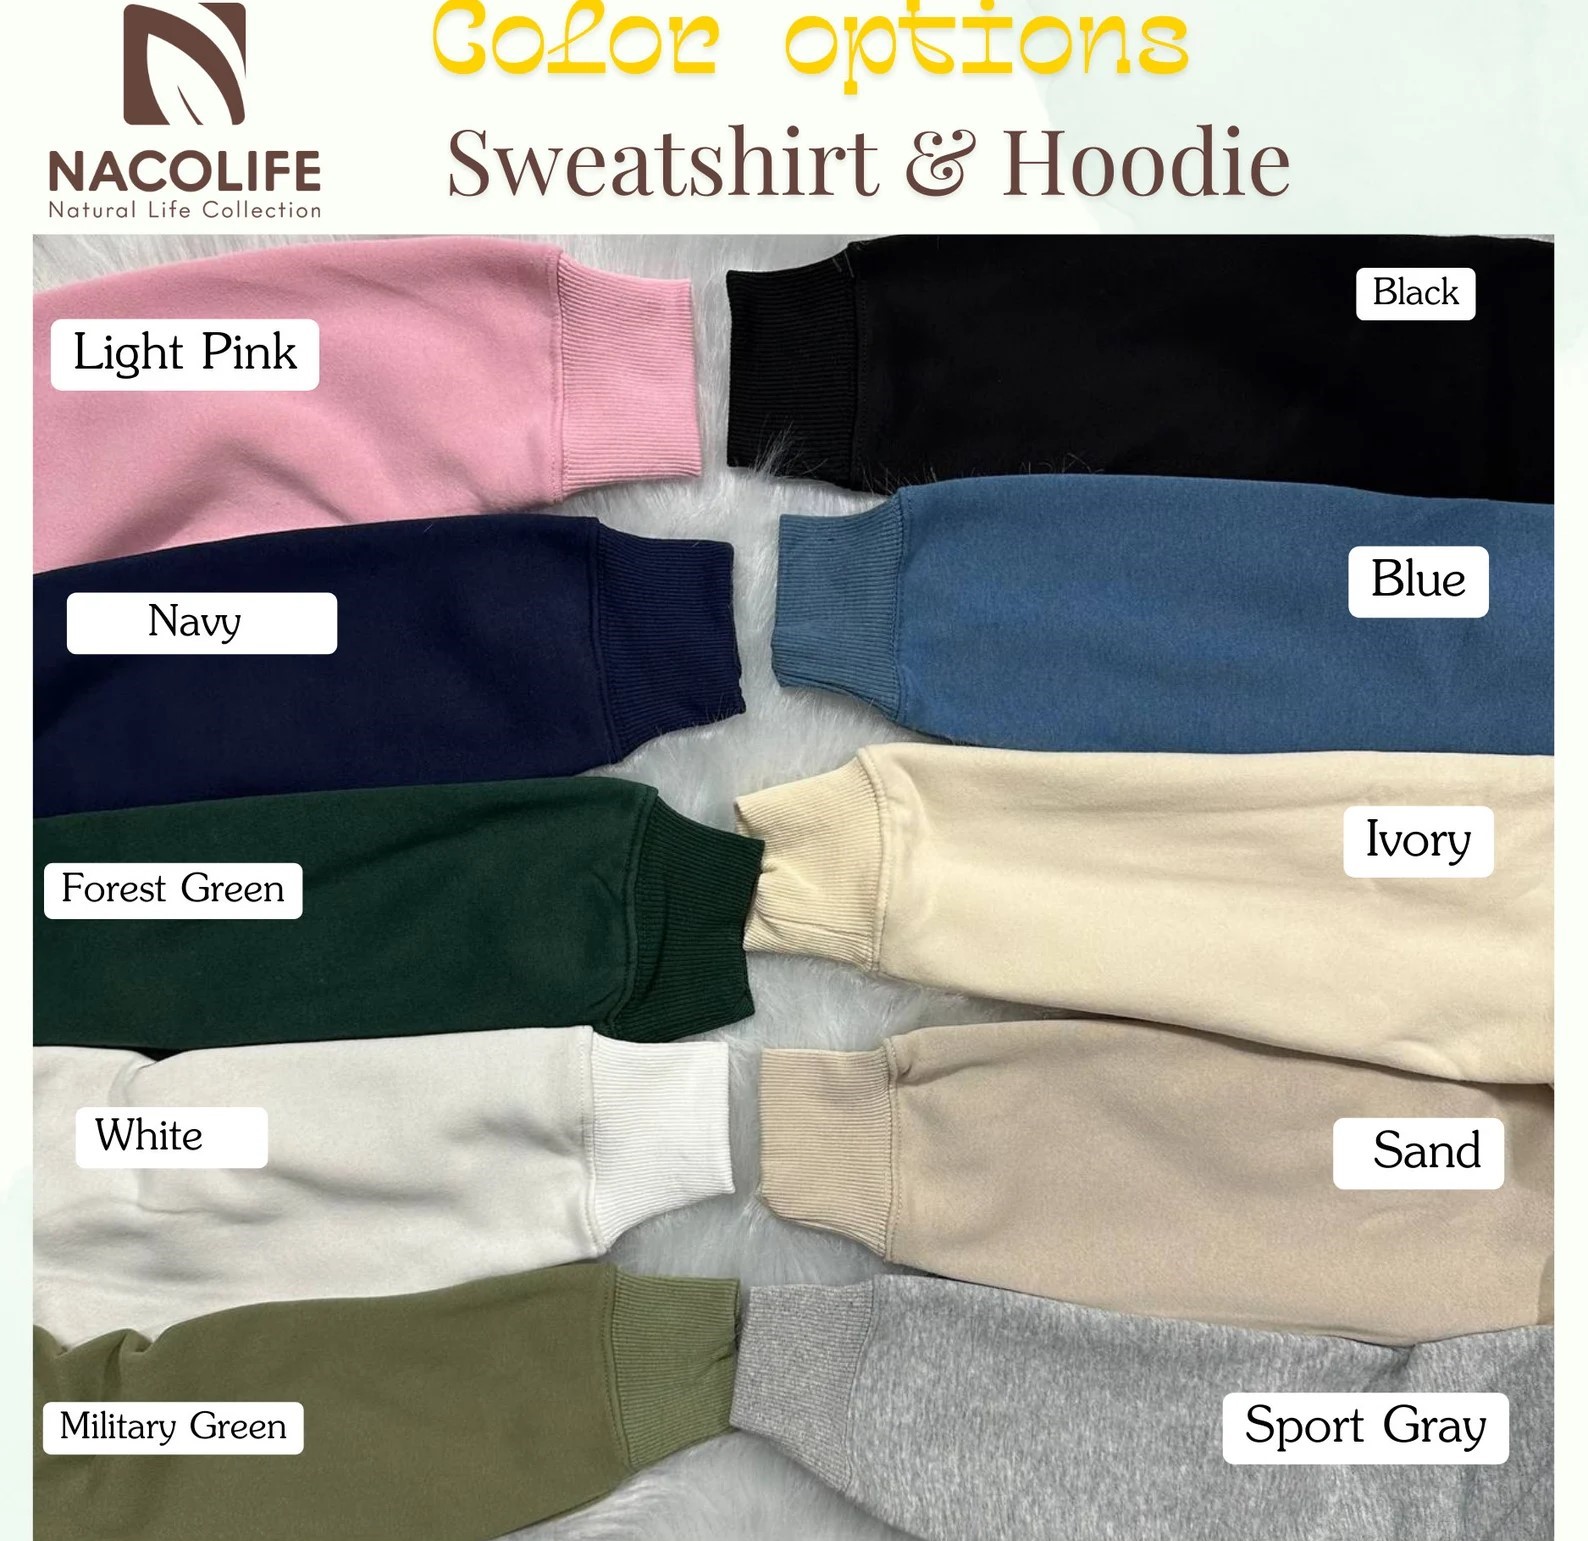 Color options
NACOLIFE
Natural Life Collection
Sweatshirt & Hoodie
Light Pink
Black
Navy
Blue
Forest Green
Ivory
White
Sand
Military Green
Sport Gray